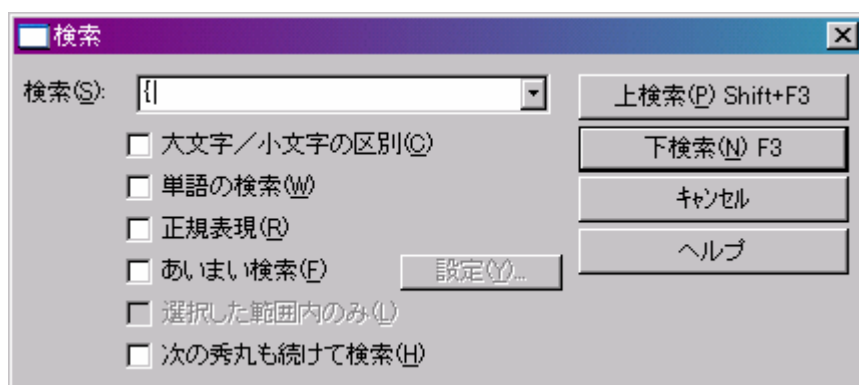 検索
検索(S): {
上検索(P) Shift+F3
大文字／小文字の区別(C)
下検索(N) F3
単語の検索(W)
キャンセル
正規表現(R)
ヘルプ
あいまい検索(F)
設定(Y)...
選択した範囲内のみ(L)
次の秀丸も続けて検索(H)